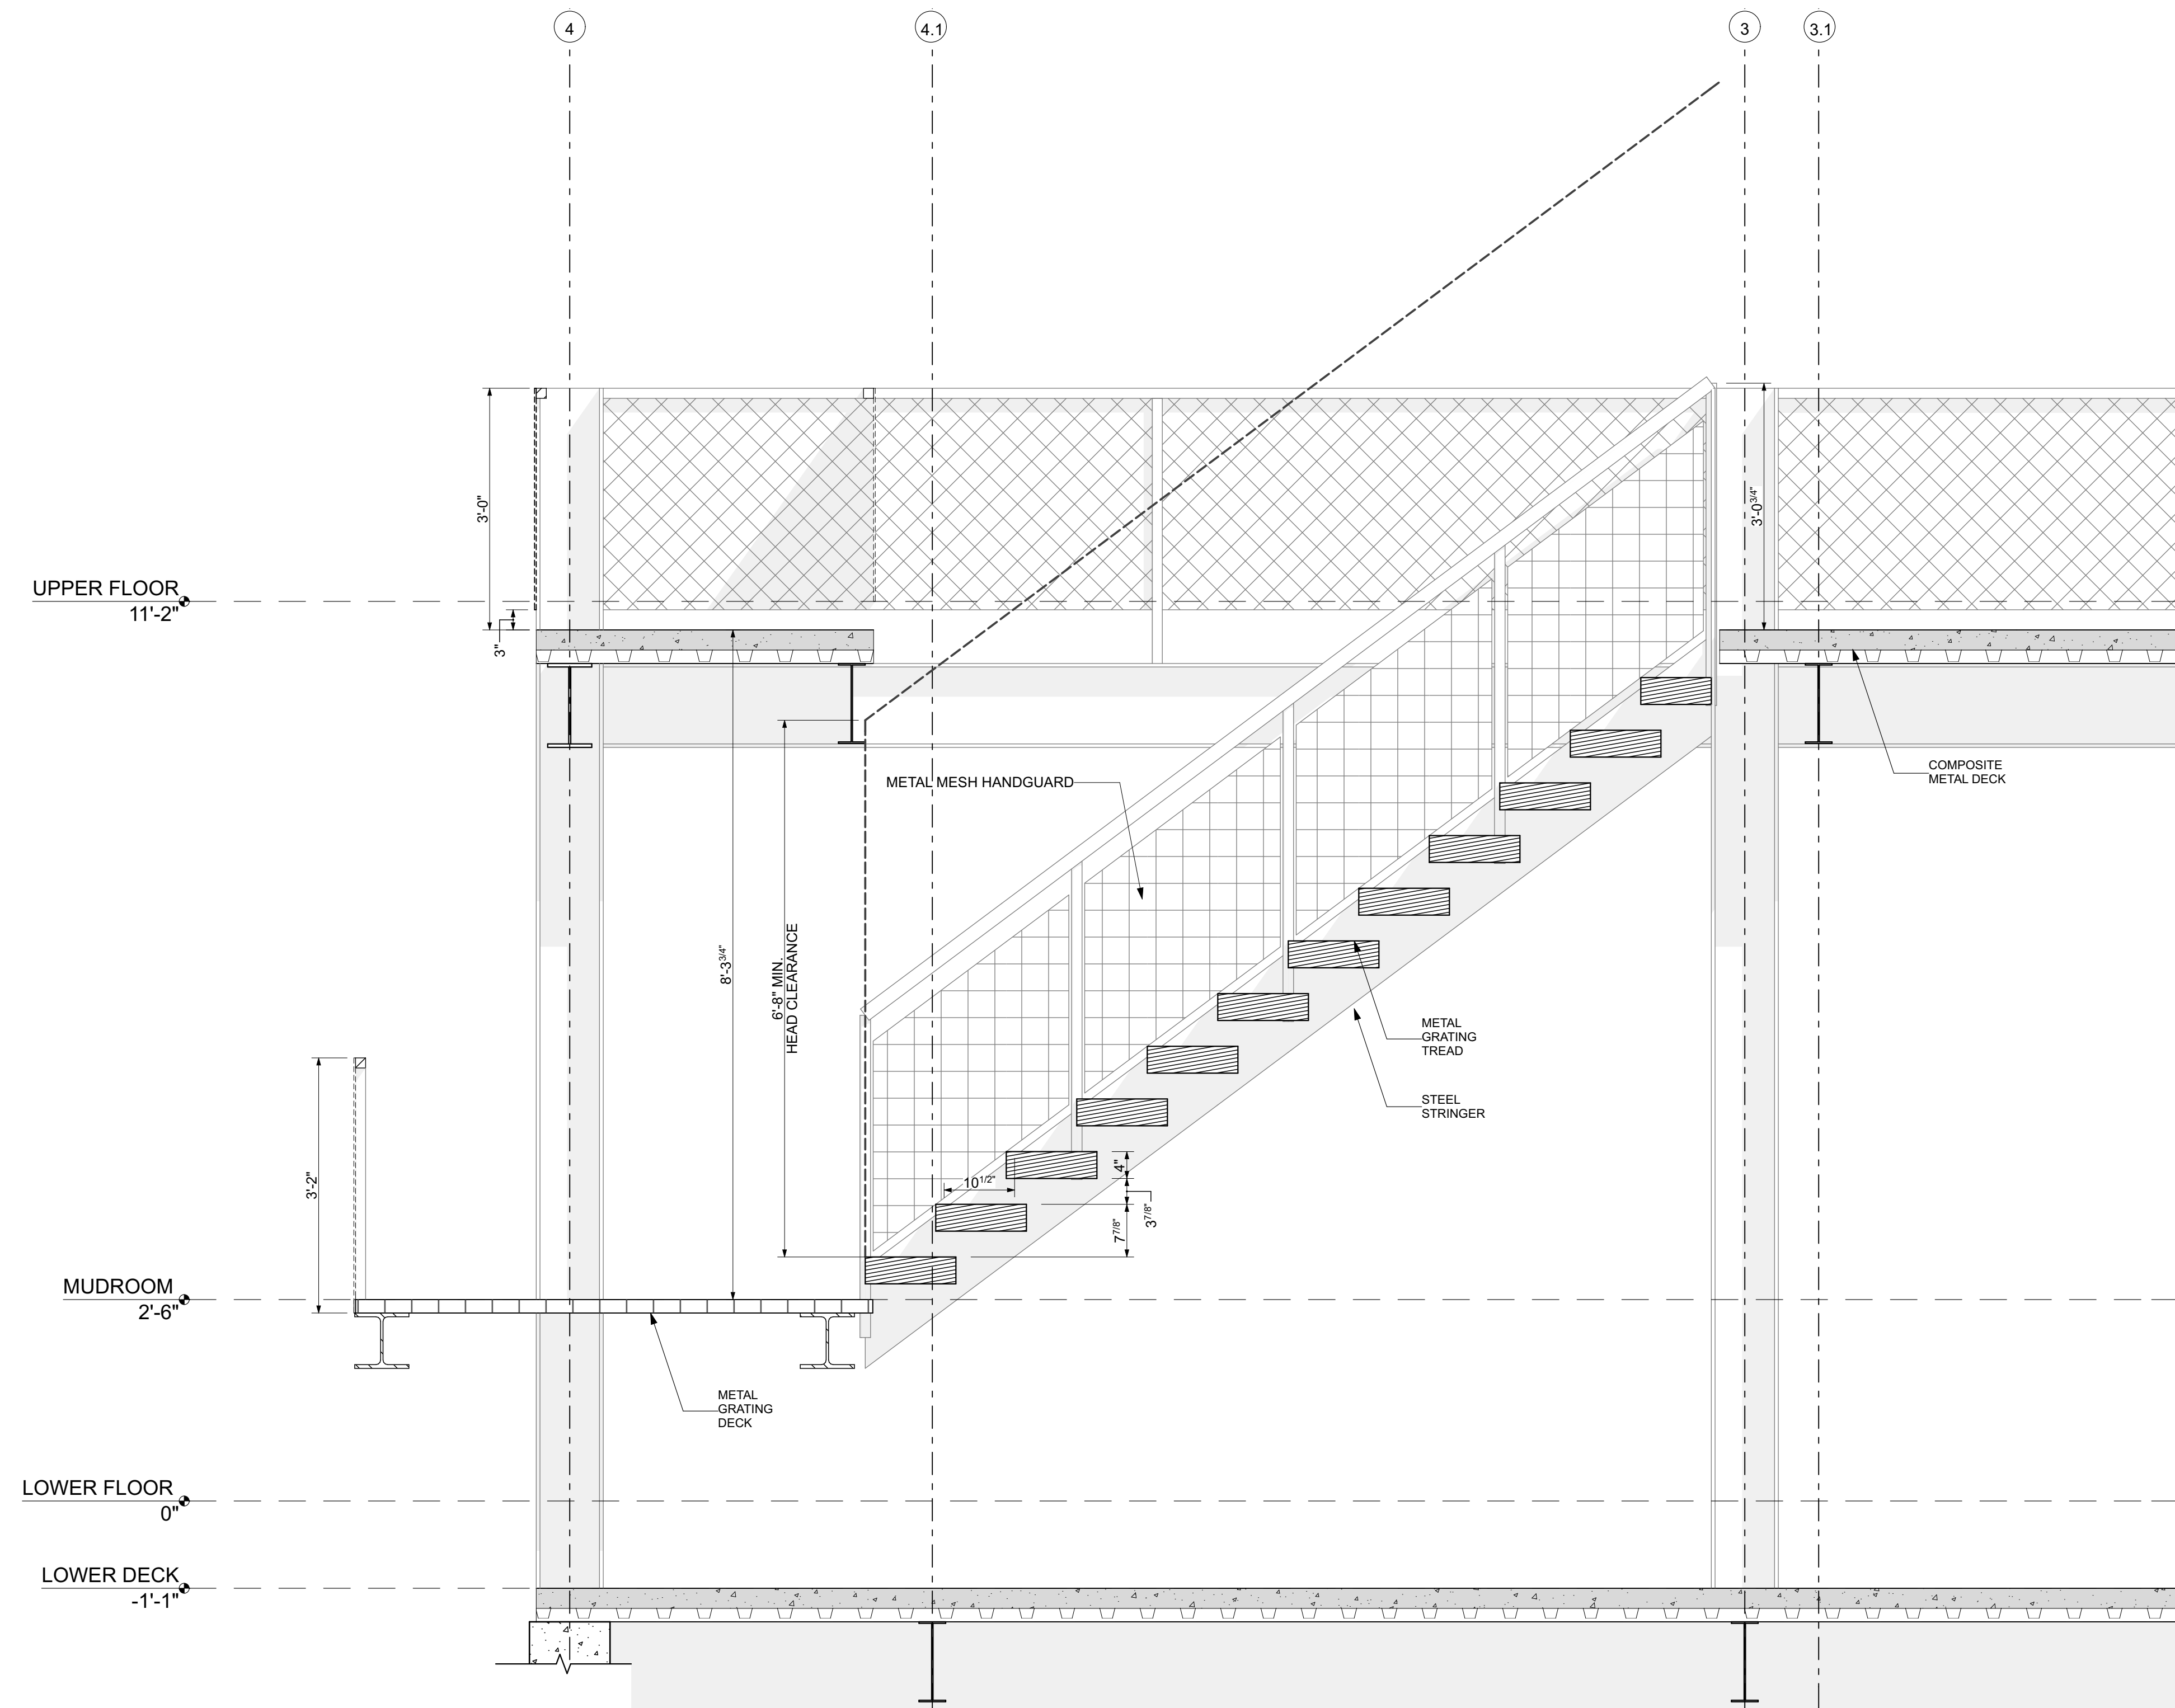 4
4.1
3
3.1
3'-0"
3'-0 3/4"
UPPER FLOOR
11'-2"
3"
COMPOSITE
METAL DECK
METAL MESH HANDGUARD
8'-3 3/4"
6'-8" MIN.
HEAD CLEARANCE
METAL
GRATING
TREAD
STEEL
STRINGER
3'-2"
10 1/2"
4"
3 7/8"
7 7/8"
MUDROOM
2'-6"
METAL
GRATING
DECK
LOWER FLOOR
0"
LOWER DECK
-1'-1"